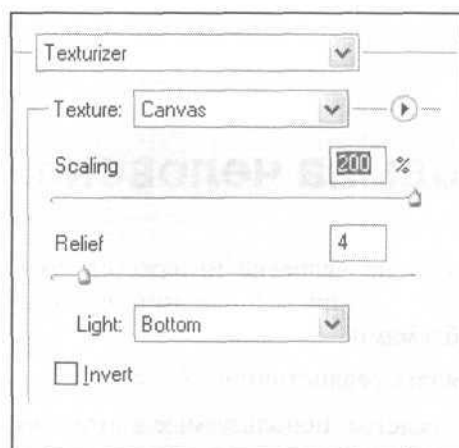 Texturizer
Texture: Canvas
Scaling 200 %
Relief 4
Light: Bottom
Invert